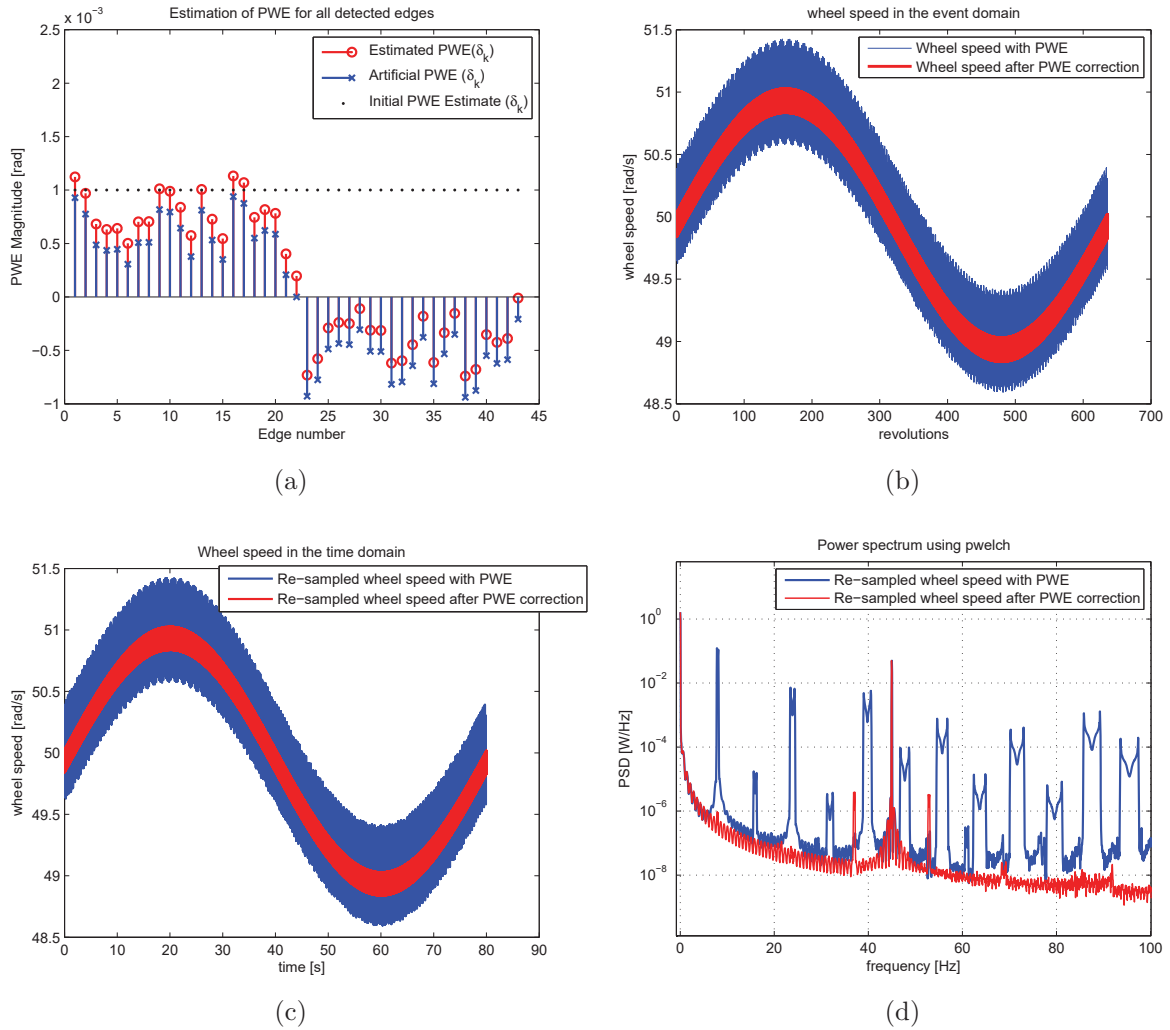 Estimation of PWE for all detected edges
x 10⁻³
2.5
2
1.5
1
0.5
0
−0.5
−1
PWE Magnitude [rad]
Estimated PWE(δ_k)
Artificial PWE (δ_k)
Initial PWE Estimate (δ_k)
0 5 10 15 20 25 30 35 40 45
Edge number
(a)
wheel speed in the event domain
51.5
51
50.5
50
49.5
49
48.5
wheel speed [rad/s]
Wheel speed with PWE
Wheel speed after PWE correction
0 100 200 300 400 500 600 700
revolutions
(b)
Wheel speed in the time domain
51.5
51
50.5
50
49.5
49
48.5
wheel speed [rad/s]
Re-sampled wheel speed with PWE
Re-sampled wheel speed after PWE correction
0 10 20 30 40 50 60 70 80 90
time [s]
(c)
Power spectrum using pwelch
10⁰
10⁻²
10⁻⁴
10⁻⁶
10⁻⁸
PSD [W/Hz]
Re-sampled wheel speed with PWE
Re-sampled wheel speed after PWE correction
0 20 40 60 80 100
frequency [Hz]
(d)